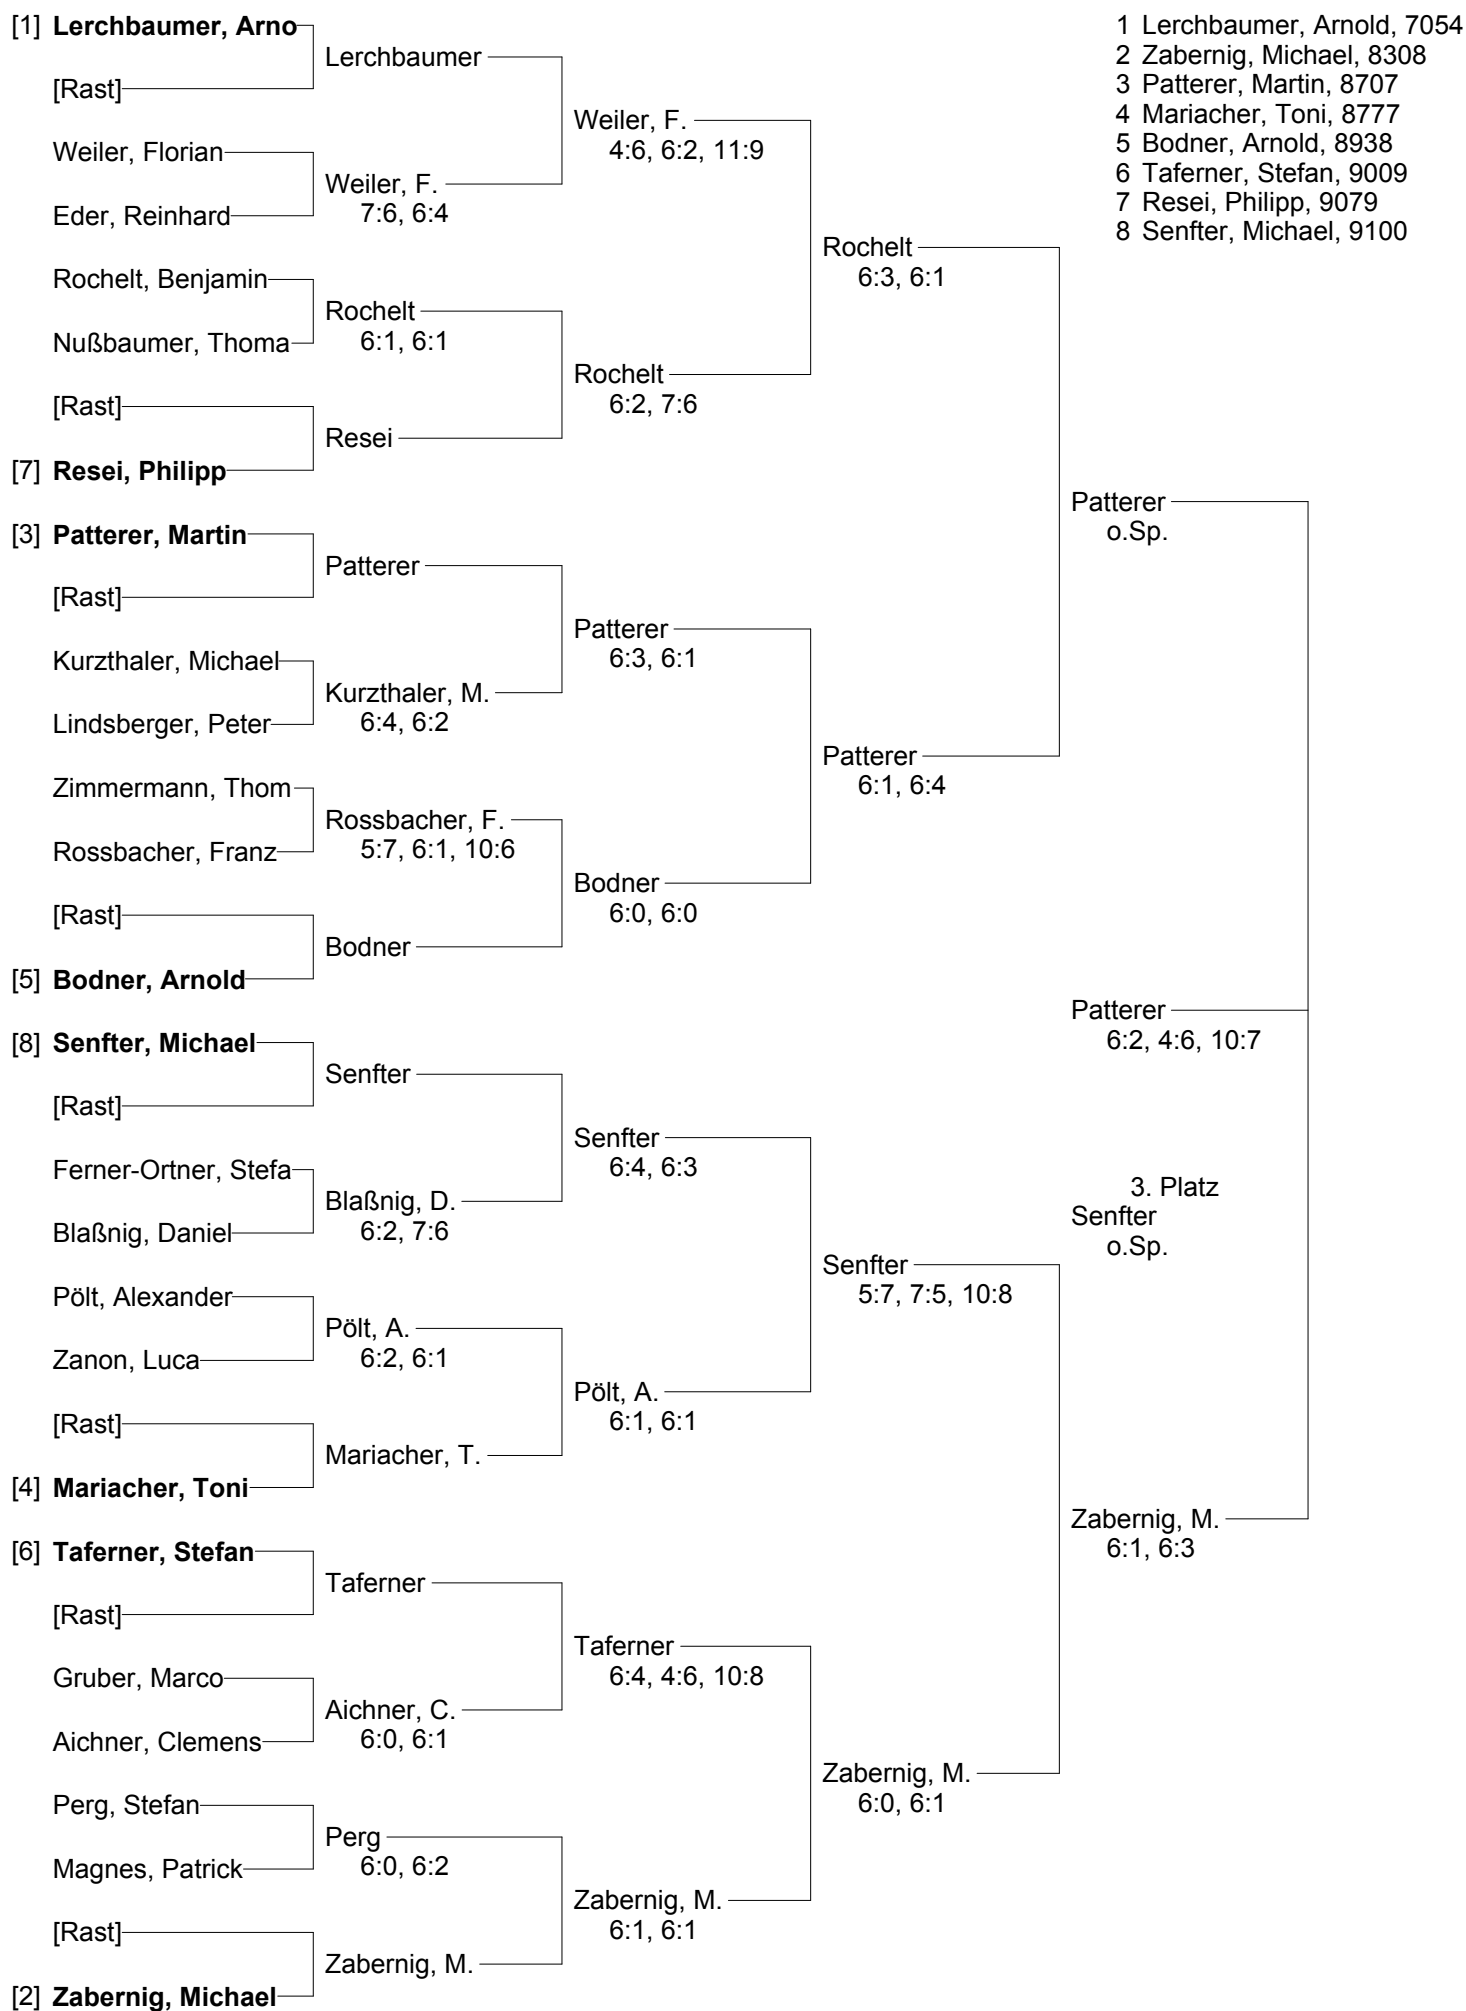 [1] Lerchbaumer, Arno
[Rast]
Weiler, Florian
Eder, Reinhard
Rochelt, Benjamin
Nußbaumer, Thoma
[Rast]
[7] Resei, Philipp
[3] Patterer, Martin
[Rast]
Kurzthaler, Michael
Lindsberger, Peter
Zimmermann, Thom
Rossbacher, Franz
[Rast]
[5] Bodner, Arnold
[8] Senfter, Michael
[Rast]
Ferner-Ortner, Stefa
Blaßnig, Daniel
Pölt, Alexander
Zanon, Luca
[Rast]
[4] Mariacher, Toni
[6] Taferner, Stefan
[Rast]
Gruber, Marco
Aichner, Clemens
Perg, Stefan
Magnes, Patrick
[Rast]
[2] Zabernig, Michael
Lerchbaumer
Weiler, F.
7:6, 6:4
Rochelt
6:1, 6:1
Resei
Patterer
Kurzthaler, M.
6:4, 6:2
Rossbacher, F.
5:7, 6:1, 10:6
Bodner
Senfter
Blaßnig, D.
6:2, 7:6
Pölt, A.
6:2, 6:1
Mariacher, T.
Taferner
Aichner, C.
6:0, 6:1
Perg
6:0, 6:2
Zabernig, M.
Weiler, F.
4:6, 6:2, 11:9
Rochelt
6:2, 7:6
Patterer
6:3, 6:1
Bodner
6:0, 6:0
Senfter
6:4, 6:3
Pölt, A.
6:1, 6:1
Taferner
6:4, 4:6, 10:8
Zabernig, M.
6:1, 6:1
Rochelt
6:3, 6:1
Patterer
6:1, 6:4
Senfter
5:7, 7:5, 10:8
Zabernig, M.
6:0, 6:1
Patterer
o.Sp.
Patterer
6:2, 4:6, 10:7
3. Platz
Senfter
o.Sp.
Zabernig, M.
6:1, 6:3
1 Lerchbaumer, Arnold, 7054
2 Zabernig, Michael, 8308
3 Patterer, Martin, 8707
4 Mariacher, Toni, 8777
5 Bodner, Arnold, 8938
6 Taferner, Stefan, 9009
7 Resei, Philipp, 9079
8 Senfter, Michael, 9100